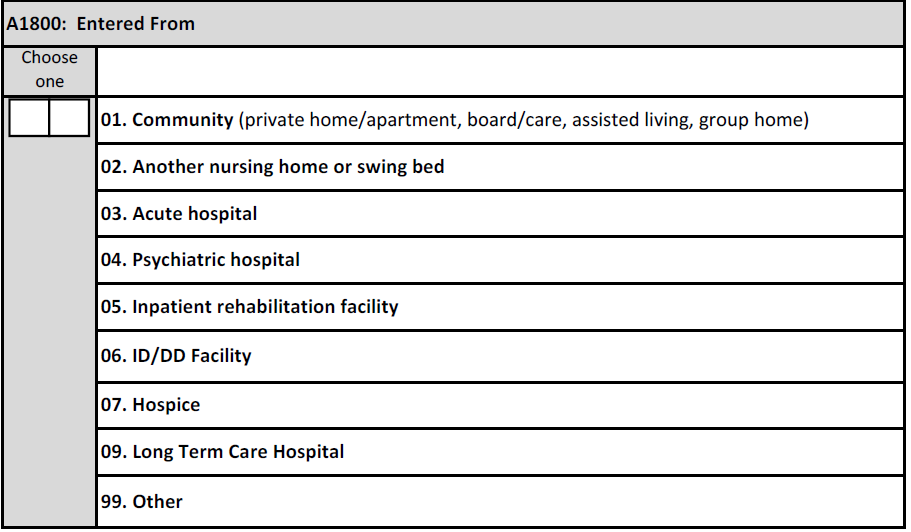 A1800: Entered From
Choose
one
01. Community (private home/apartment, board/care, assisted living, group home)
02. Another nursing home or swing bed
03. Acute hospital
04. Psychiatric hospital
05. Inpatient rehabilitation facility
06. ID/DD Facility
07. Hospice
09. Long Term Care Hospital
99. Other